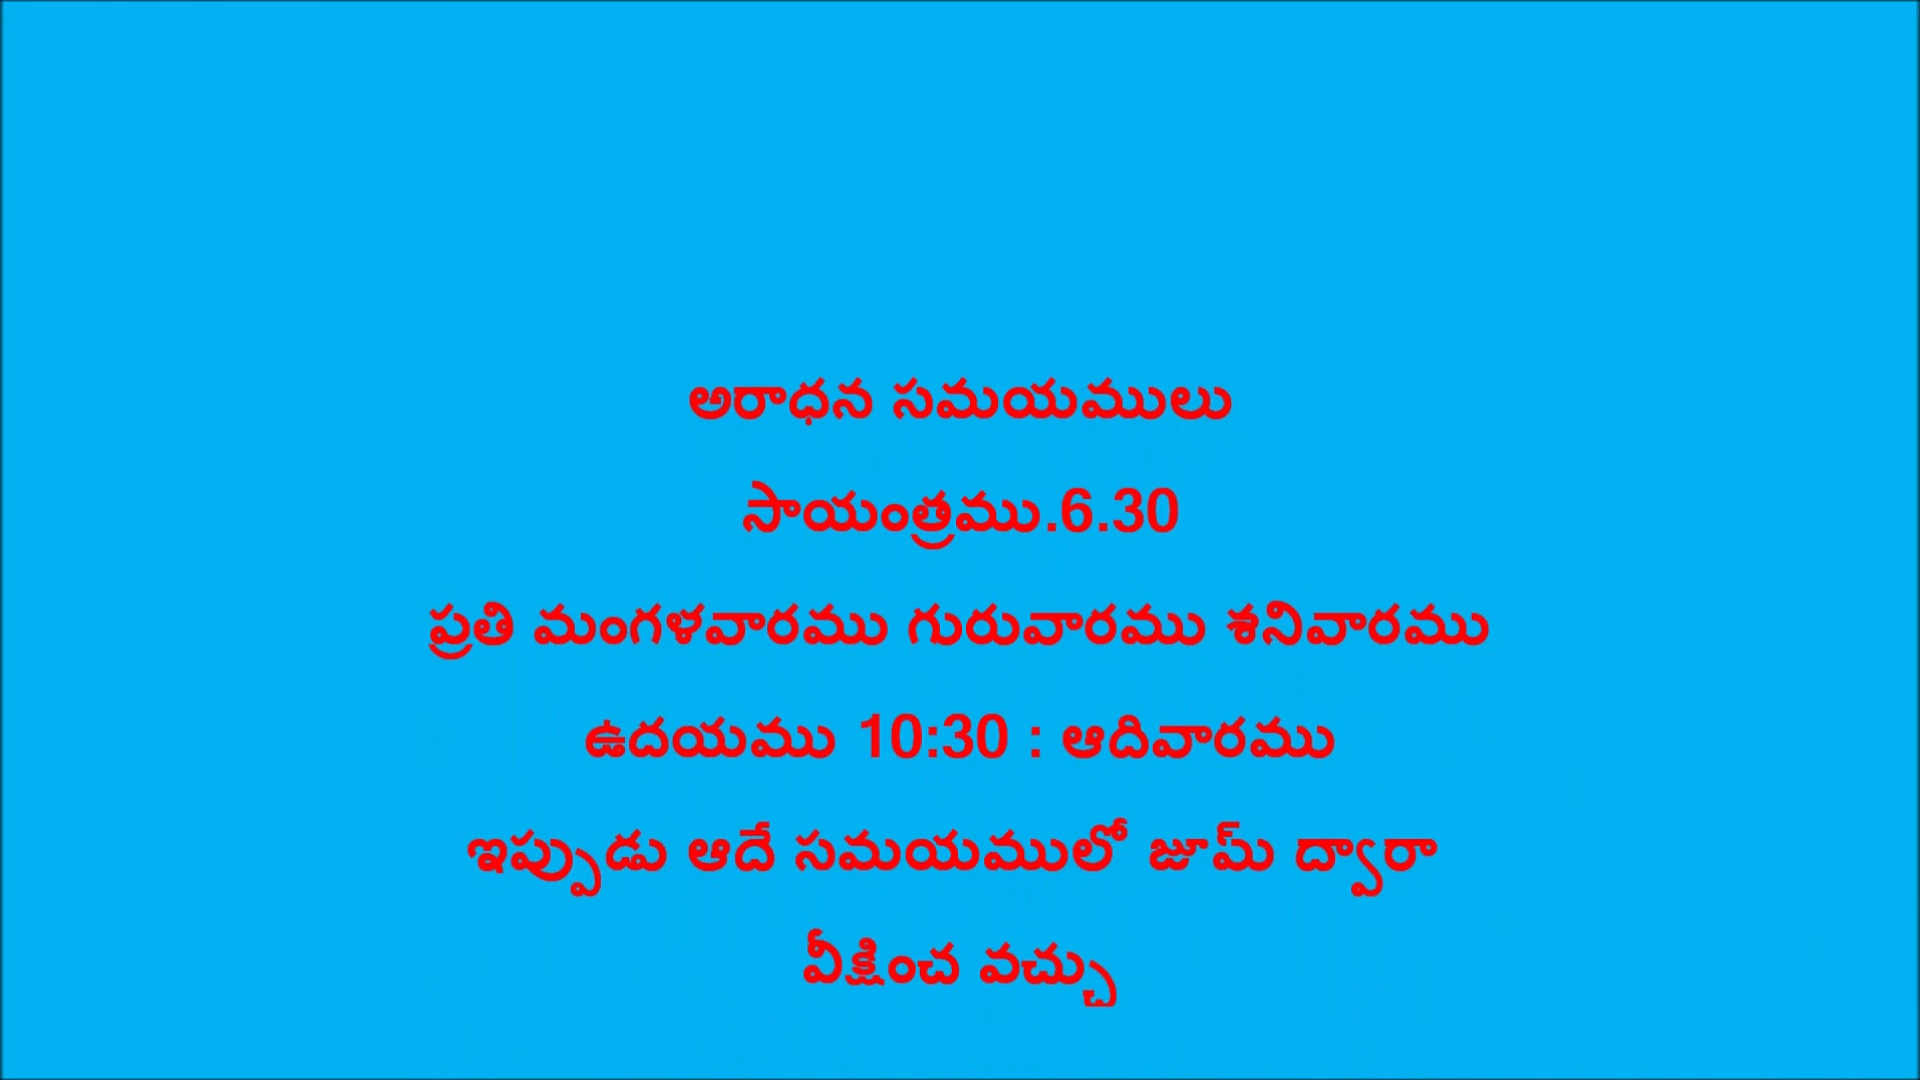 అరాధన సమయములు
సాయంత్రము.6.30
ప్రతి మంగళవారము గురువారము శనివారము
ఉదయము 10:30 : ఆదివారము
ఇప్పుడు ఆదే సమయములో జూమ్ ద్వారా
వీక్షించ వచ్చు